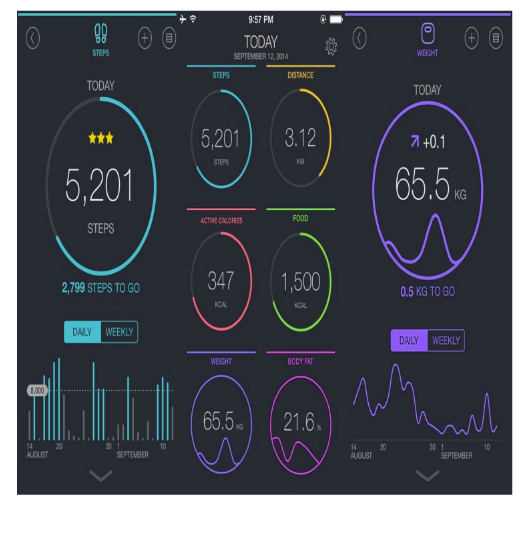 STEPS
TODAY
5,201
STEPS
2,799 STEPS TO GO
DAILY WEEKLY
8,000
14 20 30 1 10
AUGUST SEPTEMBER
9:57 PM
TODAY
SEPTEMBER 12, 2014
STEPS DISTANCE
5,201 3.12
STEPS KM
ACTIVE CALORIES FOOD
347 1,500
KCAL KCAL
WEIGHT BODY FAT
65.5 KG 21.6 %
WEIGHT
TODAY
+0.1
65.5 KG
0.5 KG TO GO
DAILY WEEKLY
14 20 30 1 10
AUGUST SEPTEMBER